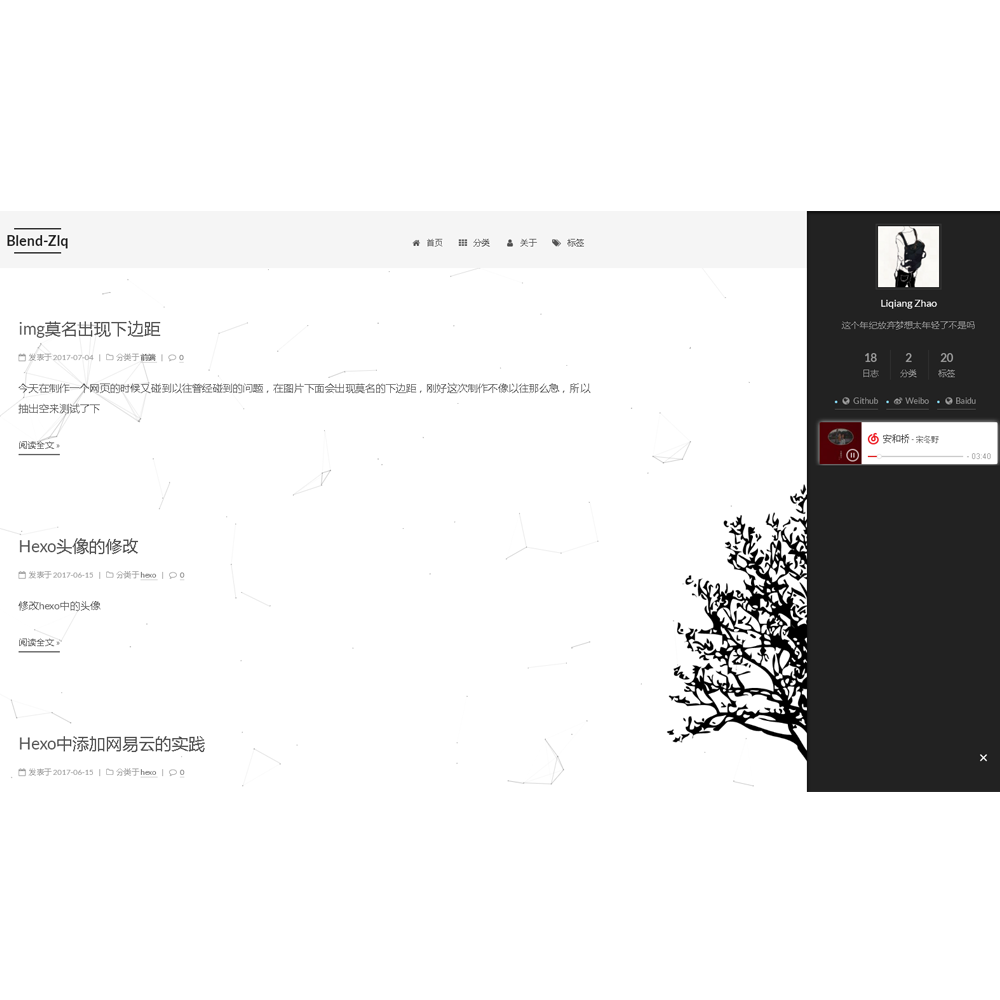 Blend-Zlq
首页 分类 关于 标签
img莫名出现下边距
发表于 2017-07-04 | 分类于 前端 | 0
今天在制作一个网页的时候又碰到以往曾经碰到的问题，在图片下面会出现莫名的下边距，刚好这次制作不像以往那么急，所以
抽出空来测试了下
阅读全文 »
Hexo头像的修改
发表于 2017-06-15 | 分类于 hexo | 0
修改hexo中的头像
阅读全文 »
Hexo中添加网易云的实践
发表于 2017-06-15 | 分类于 hexo | 0
Liqiang Zhao
这个年纪放弃梦想太年轻了不是吗
18 2 20
日志 分类 标签
Github Weibo Baidu
安和桥 - 宋冬野
- 03:40